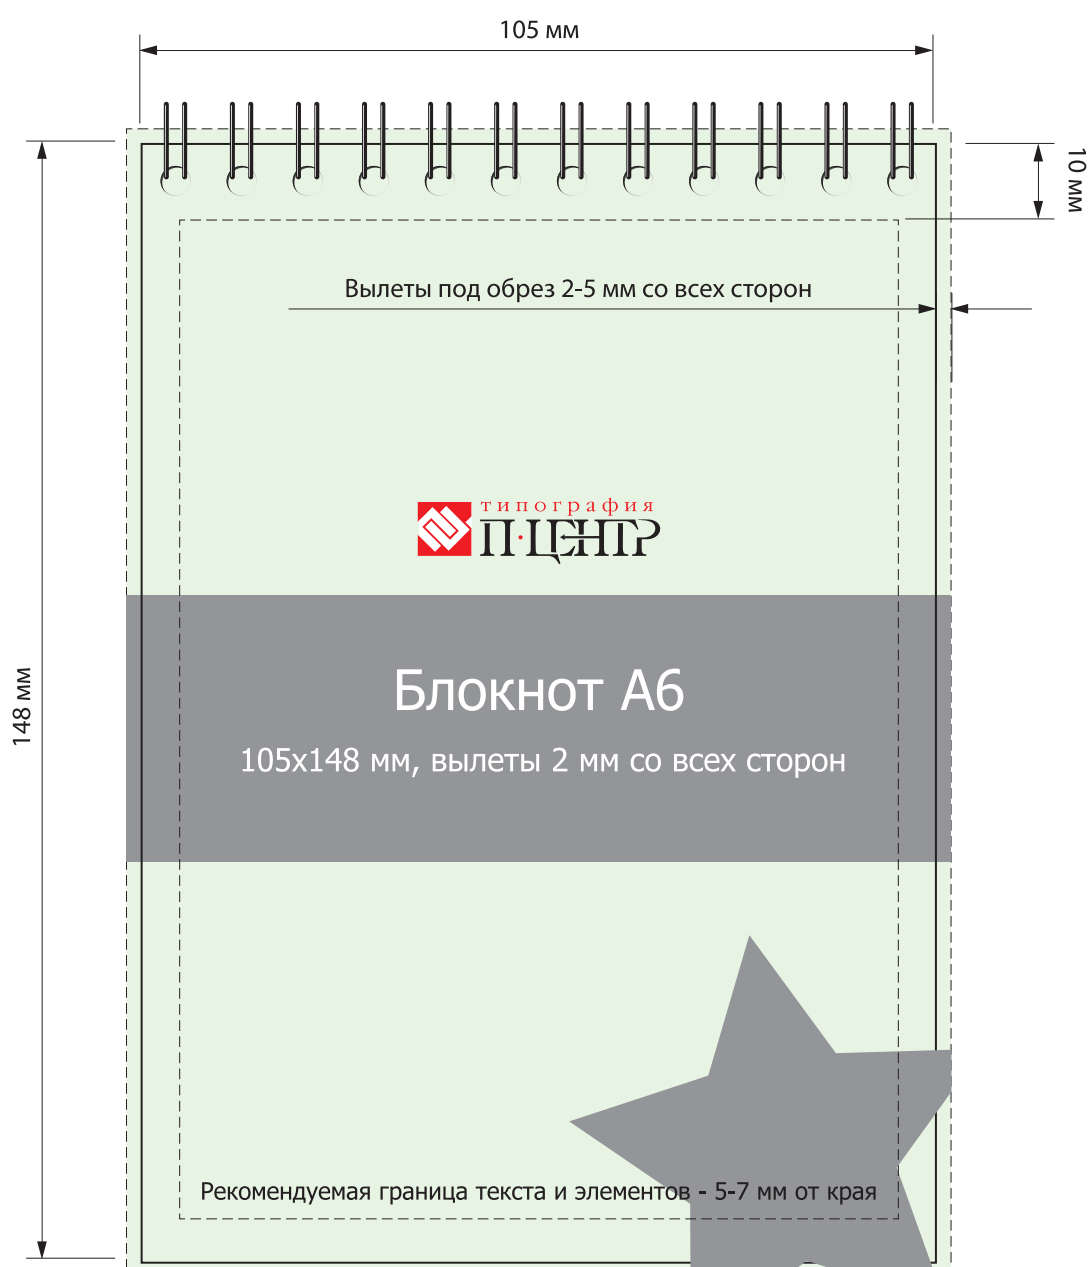 105 мм
10 мм
Вылеты под обрез 2-5 мм со всех сторон
типография
П·ЦЕНТР
148 мм
Блокнот А6
105х148 мм, вылеты 2 мм со всех сторон
Рекомендуемая граница текста и элементов - 5-7 мм от края